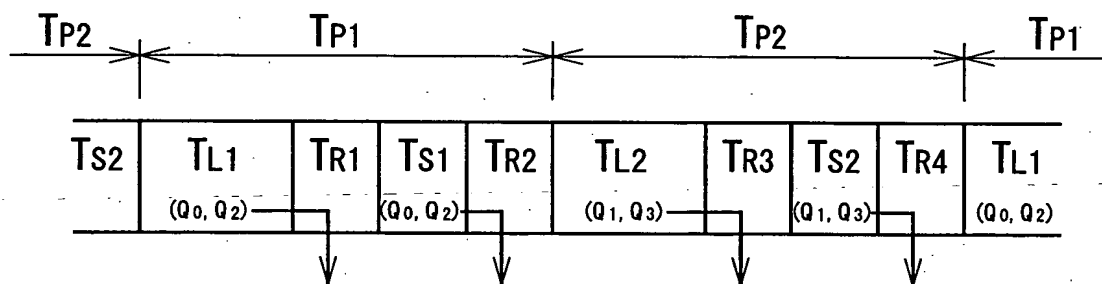 TP2 TP1 TP2 TP1
TS2 TL1 TR1 TS1 TR2 TL2 TR3 TS2 TR4 TL1
(Q0, Q2) (Q0, Q2) (Q1, Q3) (Q1, Q3) (Q0, Q2)